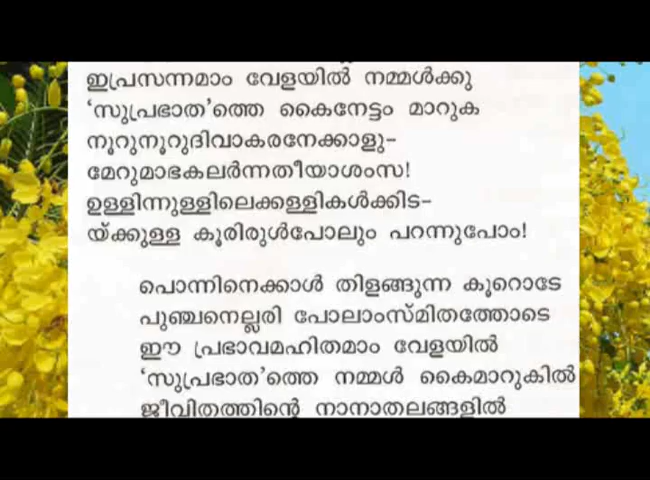 ഇപ്രസന്നമാം വേളയിൽ നമ്മൾക്കു
‘സുപ്രഭാത’ത്തെ കൈനേട്ടം മാറുക
നൂറുനൂറുദിവാകരനേക്കാളു–
മേറുമാഭകലർന്നതീയാശംസ!
ഉള്ളിന്നുള്ളിലെക്കള്ളികൾക്കിട–
യ്ക്കുള്ള കൂരിരുൾപോലും പറന്നുപോം!
പൊന്നിനെക്കാൾ തിളങ്ങുന്ന കൂറൊടേ
പുഞ്ചനെല്ലരി പോലാംസ്മിതത്തോടെ
ഈ പ്രഭാവമഹിതമാം വേളയിൽ
‘സുപ്രഭാത’ത്തെ നമ്മൾ കൈമാറുകിൽ
ജീവിതത്തിന്റെ നാനാതലങ്ങളിൽ